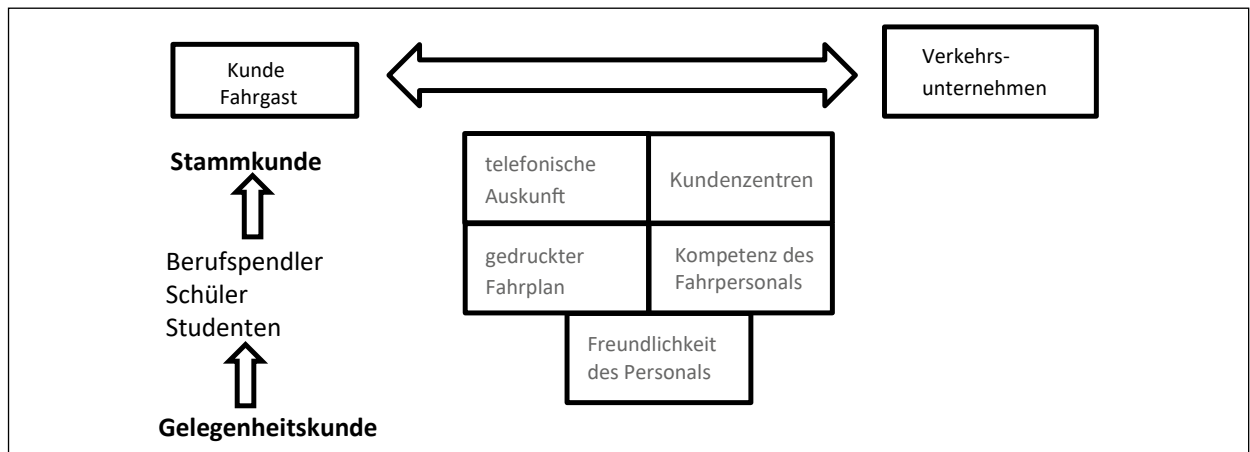 Kunde
Fahrgast
Verkehrs-
unternehmen
Stammkunde
Berufspendler
Schüler
Studenten
Gelegenheitskunde
telefonische
Auskunft
Kundenzentren
gedruckter
Fahrplan
Kompetenz des
Fahrpersonals
Freundlichkeit
des Personals